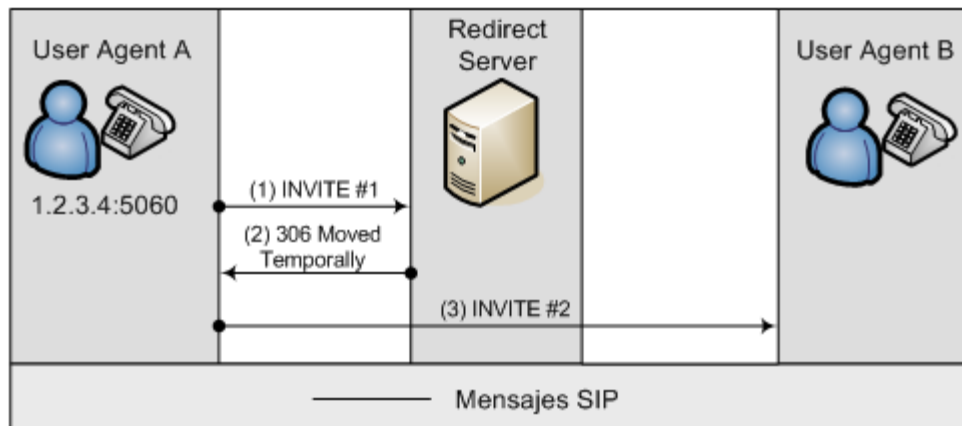 User Agent A
Redirect
Server
User Agent B
1.2.3.4:5060
(1) INVITE #1
(2) 306 Moved
Temporally
(3) INVITE #2
Mensajes SIP